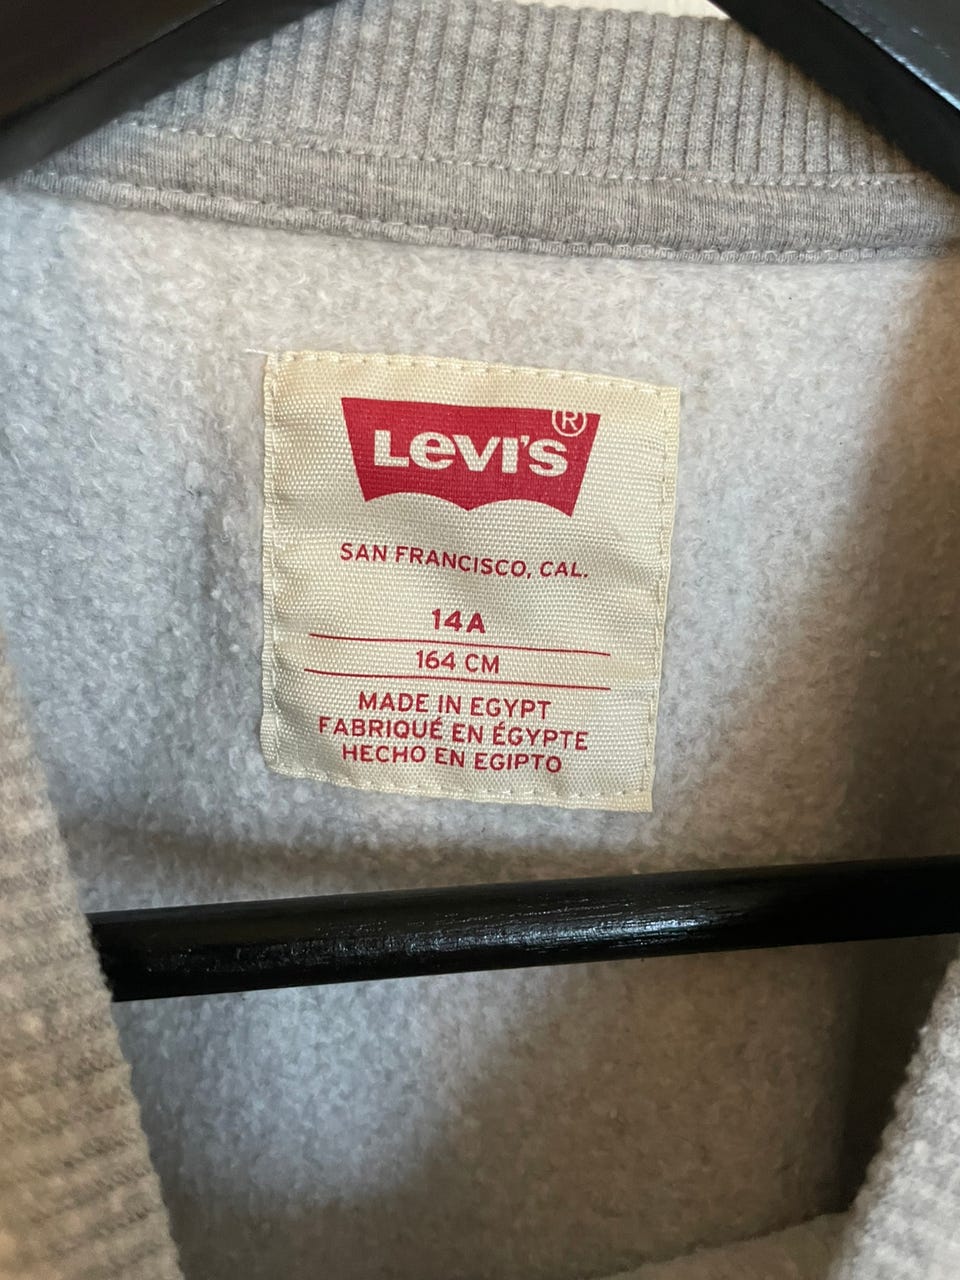 Levi's®
SAN FRANCISCO, CAL.
14A
164 CM
MADE IN EGYPT
FABRIQUÉ EN ÉGYPTE
HECHO EN EGIPTO